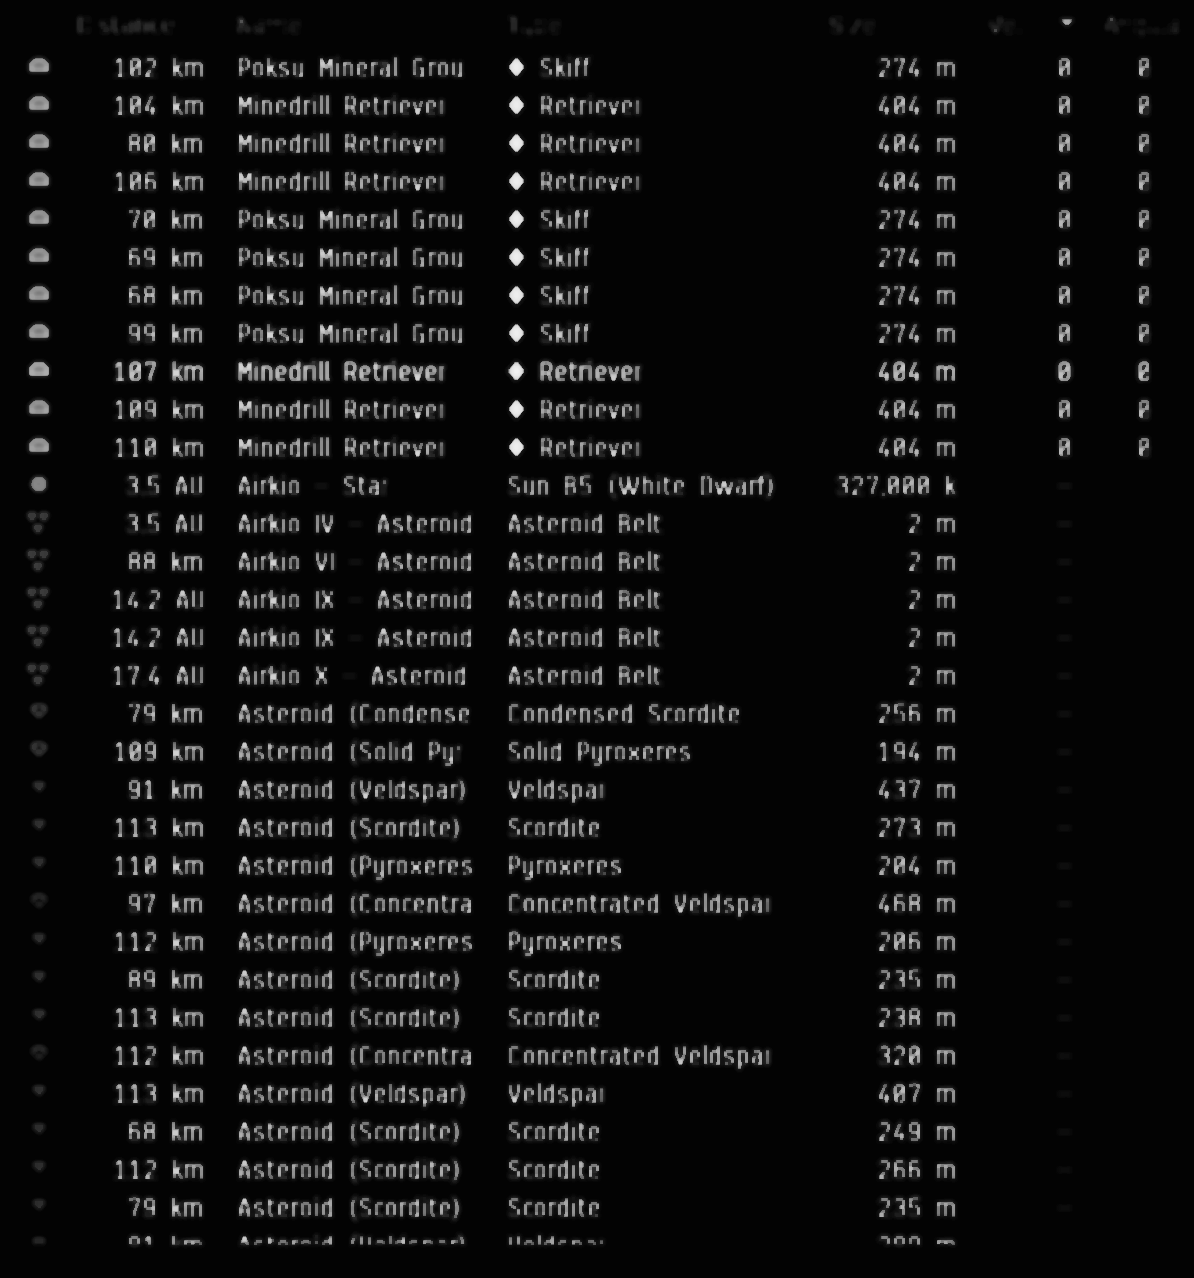 Distance Name Type Size
102 km Poksu Mineral Grou Skiff 274 m 0 0
104 km Minedrill Retriever Retriever 404 m 0 0
80 km Minedrill Retriever Retriever 404 m 0 0
106 km Minedrill Retriever Retriever 404 m 0 0
70 km Poksu Mineral Grou Skiff 274 m 0 0
69 km Poksu Mineral Grou Skiff 274 m 0 0
68 km Poksu Mineral Grou Skiff 274 m 0 0
99 km Poksu Mineral Grou Skiff 274 m 0 0
107 km Minedrill Retriever Retriever 404 m 0 0
109 km Minedrill Retriever Retriever 404 m 0 0
110 km Minedrill Retriever Retriever 404 m 0 0
3.5 AU Airkio - Star Sun B5 (White Dwarf) 327,000 k -
3.5 AU Airkio IV - Asteroid Asteroid Belt 2 m -
88 km Airkio VI - Asteroid Asteroid Belt 2 m -
14.2 AU Airkio IX - Asteroid Asteroid Belt 2 m -
14.2 AU Airkio IX - Asteroid Asteroid Belt 2 m -
17.4 AU Airkio X - Asteroid Asteroid Belt 2 m -
79 km Asteroid (Condense Condensed Scordite 256 m -
109 km Asteroid (Solid Py Solid Pyroxeres 194 m -
91 km Asteroid (Veldspar) Veldspar 437 m -
113 km Asteroid (Scordite) Scordite 273 m -
110 km Asteroid (Pyroxeres Pyroxeres 204 m -
97 km Asteroid (Concentra Concentrated Veldspar 468 m -
112 km Asteroid (Pyroxeres Pyroxeres 206 m -
89 km Asteroid (Scordite) Scordite 235 m -
113 km Asteroid (Scordite) Scordite 238 m -
112 km Asteroid (Concentra Concentrated Veldspar 320 m -
113 km Asteroid (Veldspar) Veldspar 407 m -
68 km Asteroid (Scordite) Scordite 249 m -
112 km Asteroid (Scordite) Scordite 266 m -
79 km Asteroid (Scordite) Scordite 235 m -
km Asteroid (Veldspar) Veldspar m